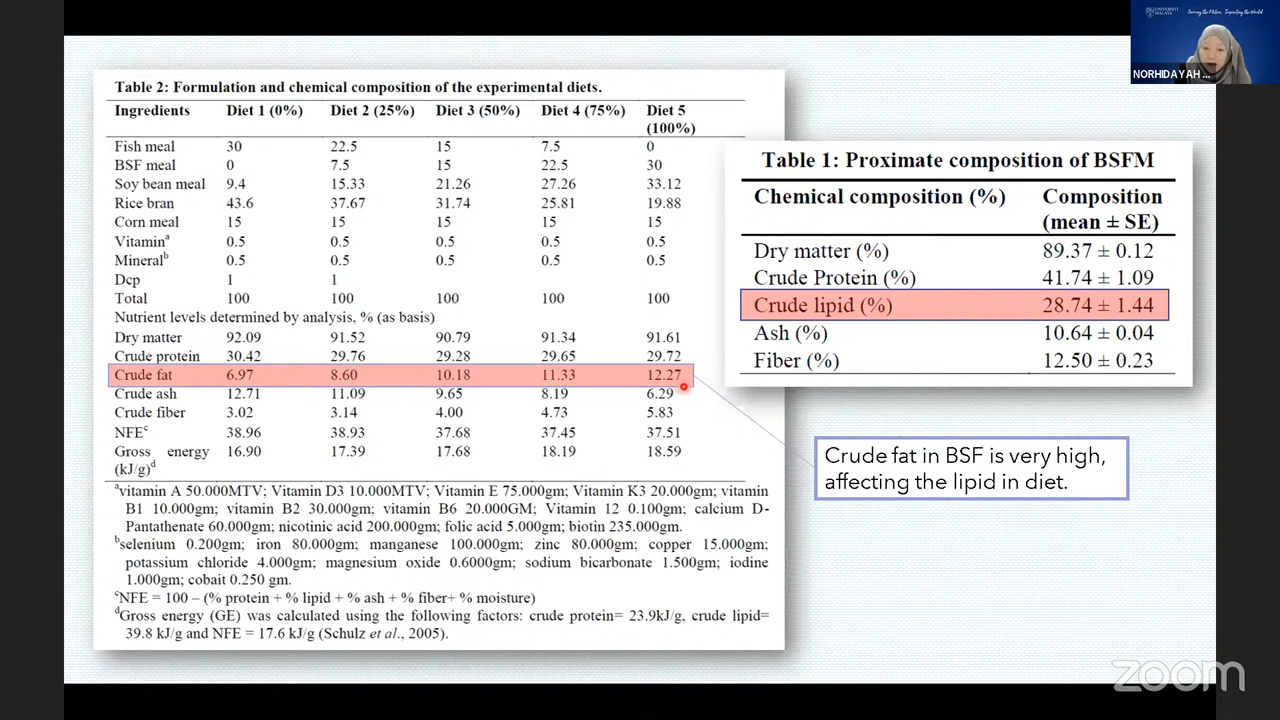 UNIVERSITI
MALAYA
Serving the Nation. Impacting the World.
NORHIDAYAH ...
Table 2: Formulation and chemical composition of the experimental diets.
Ingredients Diet 1 (0%) Diet 2 (25%) Diet 3 (50%) Diet 4 (75%) Diet 5
(100%)
Fish meal 30 22.5 15 7.5 0
BSF meal 0 7.5 15 22.5 30
Soy bean meal 9.4 15.33 21.26 27.26 33.12
Rice bran 43.6 37.67 31.74 25.81 19.88
Corn meal 15 15 15 15 15
Vitaminᵃ 0.5 0.5 0.5 0.5 0.5
Mineralᵇ 0.5 0.5 0.5 0.5 0.5
Dcp 1 1 1 1 1
Total 100 100 100 100 100
Nutrient levels determined by analysis, % (as basis)
Dry matter 92.09 91.52 90.79 91.34 91.61
Crude protein 30.42 29.76 29.28 29.65 29.72
Crude fat 6.97 8.60 10.18 11.33 12.27
Crude ash 12.71 11.09 9.65 8.19 6.29
Crude fiber 3.02 3.14 4.00 4.73 5.83
NFEᶜ 38.96 38.93 37.68 37.45 37.51
Gross energy 16.90 17.39 17.68 18.19 18.59
(kJ/g)ᵈ
ᵃvitamin A 50.000MTV; Vitamin D3 10.000MTV; Vitamin E 75.000gm; Vitamin K3 20.000gm; vitamin
B1 10.000gm; vitamin B2 30.000gm; vitamin B6 20.000GM; Vitamin 12 0.100gm; calcium D-
Pantathenate 60.000gm; nicotinic acid 200.000gm; folic acid 5.000gm; biotin 235.000gm.
ᵇselenium 0.200gm; iron 80.000gm; manganese 100.000gm; zinc 80.000gm; copper 15.000gm;
potassium chloride 4.000gm; magnesium oxide 0.6000gm; sodium bicarbonate 1.500gm; iodine
1.000gm; cobait 0.250 gm.
ᶜNFE = 100 – (% protein + % lipid + % ash + % fiber+ % moisture)
ᵈGross energy (GE) was calculated using the following factors: crude protein= 23.9kJ/g, crude lipid=
39.8 kJ/g and NFE = 17.6 kJ/g (Schulz et al., 2005).
Table 1: Proximate composition of BSFM
Chemical composition (%) Composition
(mean ± SE)
Dry matter (%) 89.37 ± 0.12
Crude Protein (%) 41.74 ± 1.09
Crude lipid (%) 28.74 ± 1.44
Ash (%) 10.64 ± 0.04
Fiber (%) 12.50 ± 0.23
Crude fat in BSF is very high,
affecting the lipid in diet.
zoom